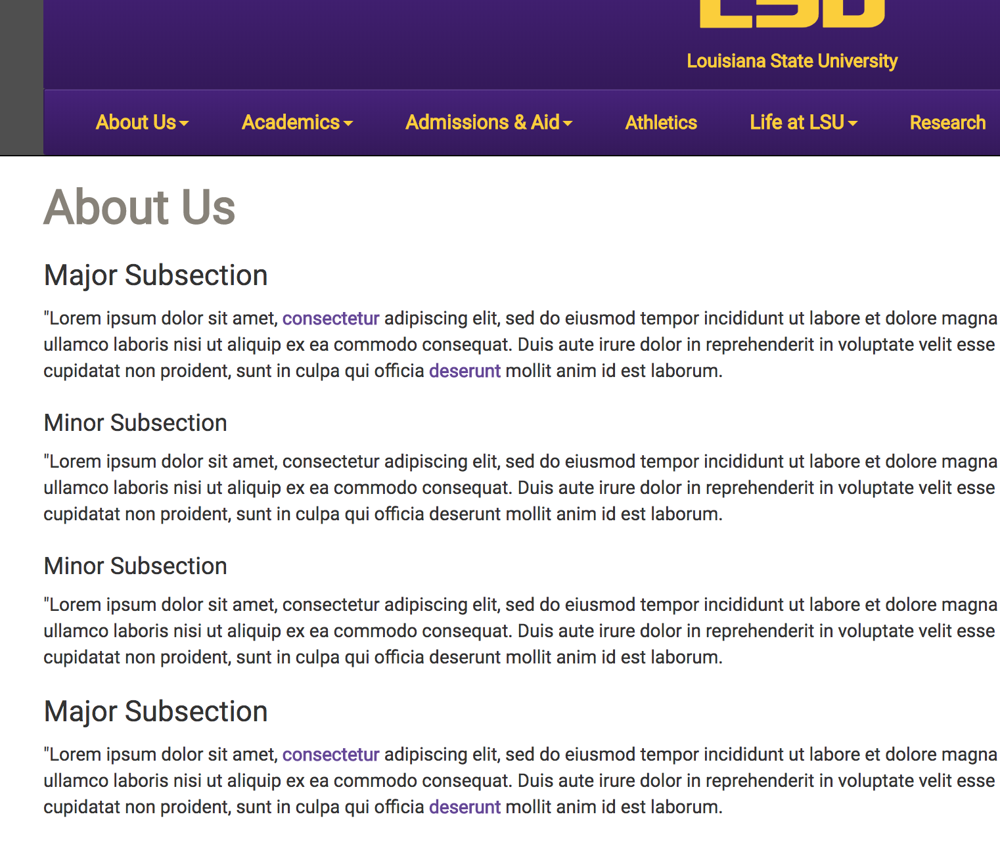 LSU
Louisiana State University
About Us
Academics
Admissions & Aid
Athletics
Life at LSU
Research
About Us
Major Subsection
"Lorem ipsum dolor sit amet, consectetur adipiscing elit, sed do eiusmod tempor incididunt ut labore et dolore magna
ullamco laboris nisi ut aliquip ex ea commodo consequat. Duis aute irure dolor in reprehenderit in voluptate velit esse
cupidatat non proident, sunt in culpa qui officia deserunt mollit anim id est laborum.
Minor Subsection
"Lorem ipsum dolor sit amet, consectetur adipiscing elit, sed do eiusmod tempor incididunt ut labore et dolore magna
ullamco laboris nisi ut aliquip ex ea commodo consequat. Duis aute irure dolor in reprehenderit in voluptate velit esse
cupidatat non proident, sunt in culpa qui officia deserunt mollit anim id est laborum.
Minor Subsection
"Lorem ipsum dolor sit amet, consectetur adipiscing elit, sed do eiusmod tempor incididunt ut labore et dolore magna
ullamco laboris nisi ut aliquip ex ea commodo consequat. Duis aute irure dolor in reprehenderit in voluptate velit esse
cupidatat non proident, sunt in culpa qui officia deserunt mollit anim id est laborum.
Major Subsection
"Lorem ipsum dolor sit amet, consectetur adipiscing elit, sed do eiusmod tempor incididunt ut labore et dolore magna
ullamco laboris nisi ut aliquip ex ea commodo consequat. Duis aute irure dolor in reprehenderit in voluptate velit esse
cupidatat non proident, sunt in culpa qui officia deserunt mollit anim id est laborum.